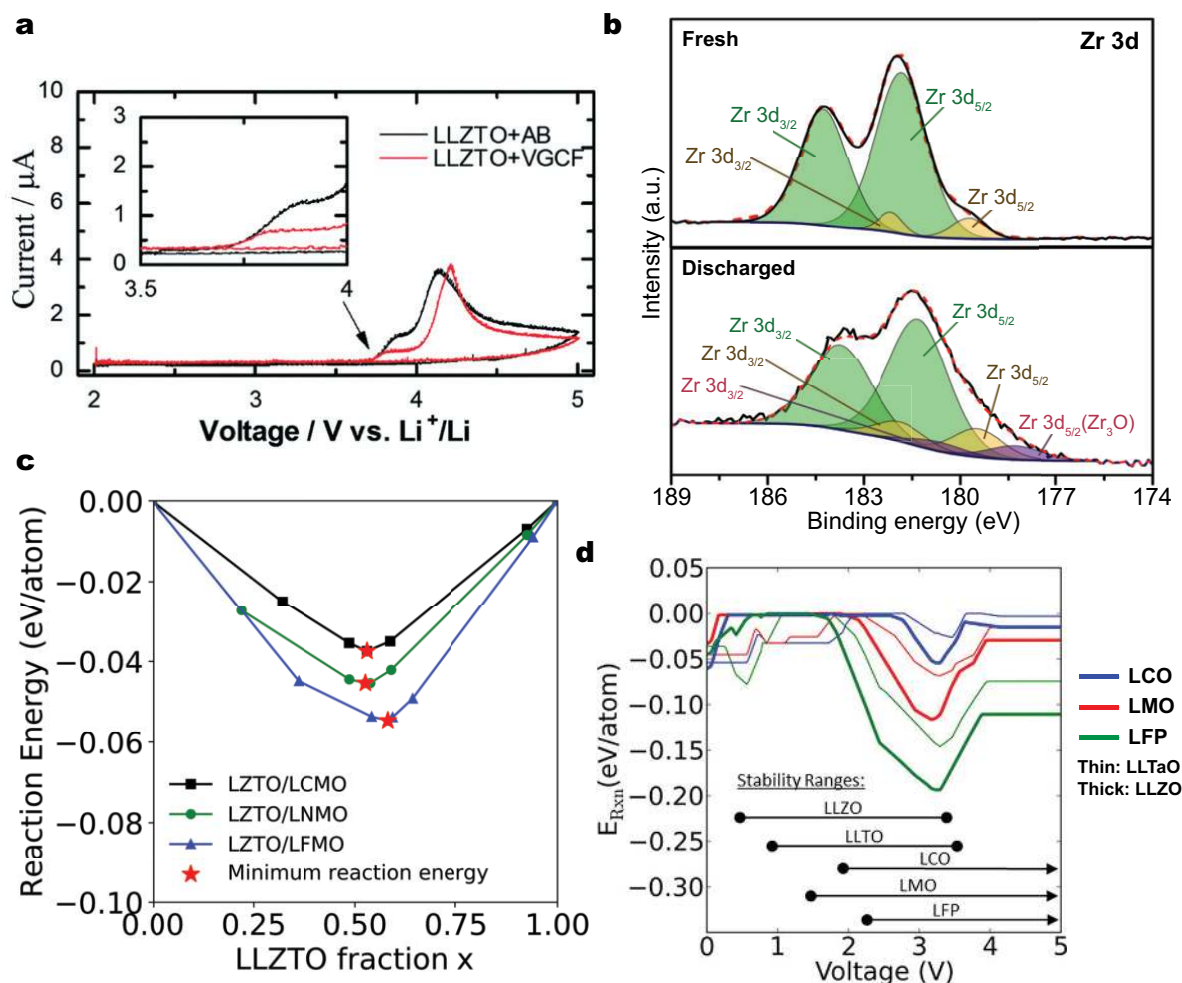 a
Current / μA
10
8
6
4
2
0
3
2
1
0
3.5
4
LLZTO+AB
LLZTO+VGCF
2
3
4
5
Voltage / V vs. Li⁺/Li
b
Fresh
Zr 3d
Zr 3d₃/₂
Zr 3d₅/₂
Zr 3d₃/₂
Zr 3d₅/₂
Discharged
Zr 3d₃/₂
Zr 3d₅/₂
Zr 3d₃/₂
Zr 3d₅/₂
Zr 3d₃/₂
Zr 3d₅/₂(Zr₃O)
Intensity (a.u.)
189
186
183
180
177
174
Binding energy (eV)
c
Reaction Energy (eV/atom)
0.00
−0.02
−0.04
−0.06
−0.08
−0.10
LZTO/LCMO
LZTO/LNMO
LZTO/LFMO
Minimum reaction energy
0.00
0.25
0.50
0.75
1.00
LLZTO fraction x
d
E_Rxn(eV/atom)
0.05
0.00
−0.05
−0.10
−0.15
−0.20
−0.25
−0.30
Stability Ranges:
LLZO
LLTO
LCO
LMO
LFP
0
1
2
3
4
5
Voltage (V)
LCO
LMO
LFP
Thin: LLTaO
Thick: LLZO